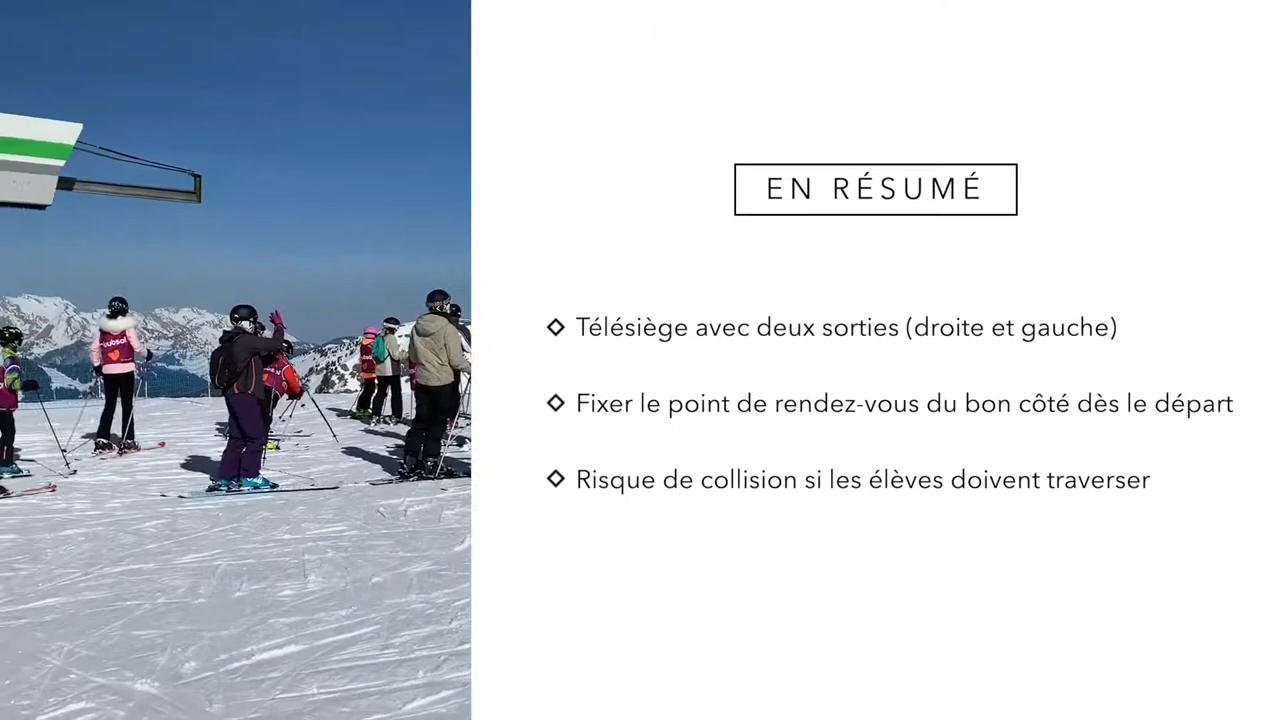 EN RÉSUMÉ
Télésiège avec deux sorties (droite et gauche)
Fixer le point de rendez-vous du bon côté dès le départ
Risque de collision si les élèves doivent traverser